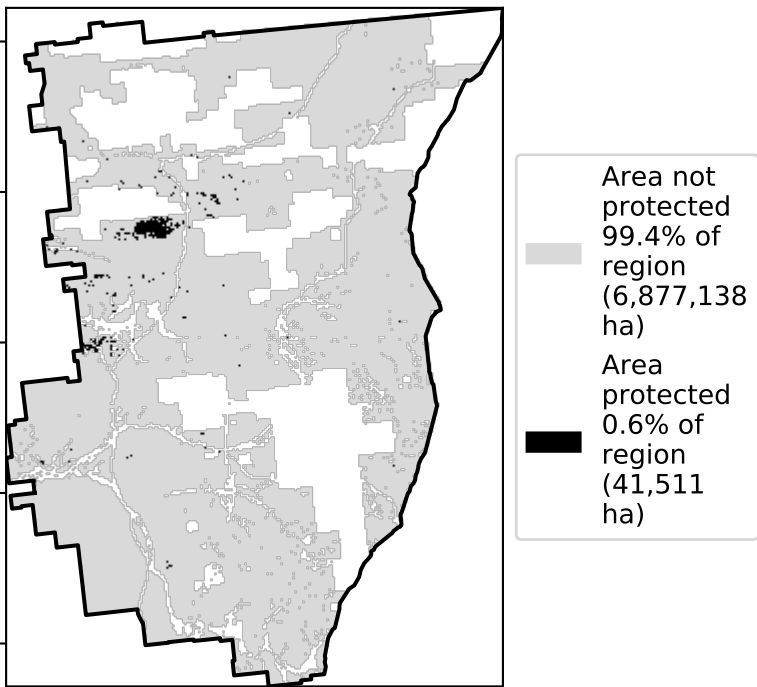 Area not
protected
99.4% of
region
(6,877,138
ha)
Area
protected
0.6% of
region
(41,511
ha)